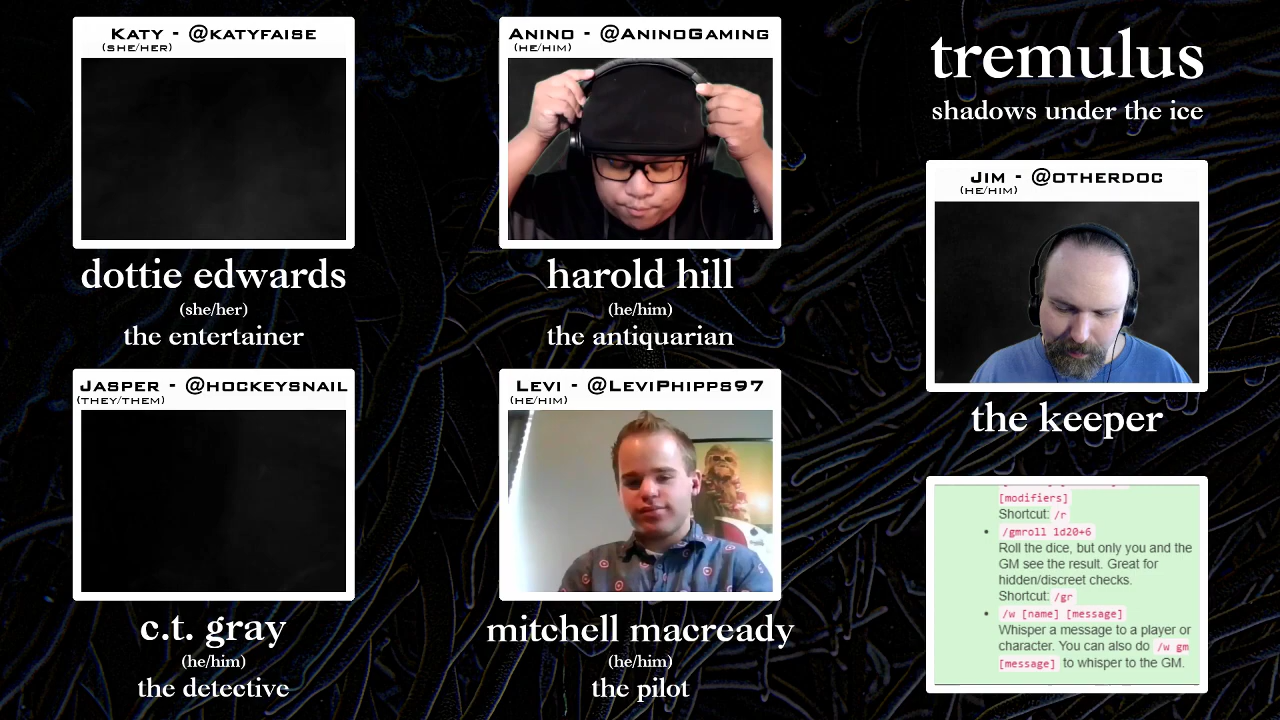 Katy - @katyfaise
(she/her)
dottie edwards
(she/her)
the entertainer
Anino - @AninoGaming
(he/him)
harold hill
(he/him)
the antiquarian
tremulus
shadows under the ice
Jim - @otherdoc
(he/him)
the keeper
Jasper - @hockeysnail
(they/them)
c.t. gray
(he/him)
the detective
Levi - @LeviPhipps97
(he/him)
mitchell macready
(he/him)
the pilot
[modifiers]
Shortcut: /r
• /gmroll 1d20+6
Roll the dice, but only you and the
GM see the result. Great for
hidden/discreet checks.
Shortcut: /gr
• /w [name] [message]
Whisper a message to a player or
character. You can also do /w gm
[message] to whisper to the GM.